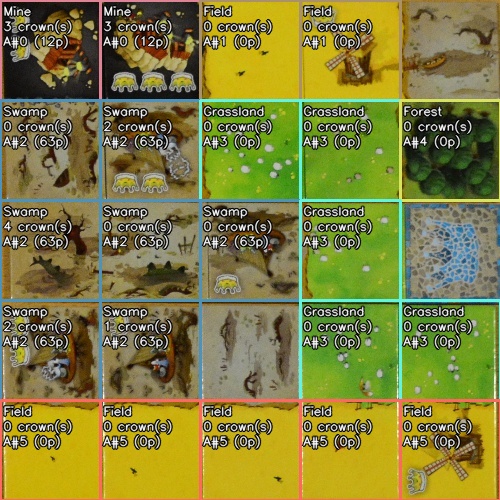 Mine
3 crown(s)
A#0 (12p)
Mine
3 crown(s)
A#0 (12p)
Field
0 crown(s)
A#1 (0p)
Field
0 crown(s)
A#1 (0p)
Swamp
0 crown(s)
A#2 (63p)
Swamp
2 crown(s)
A#2 (63p)
Grassland
0 crown(s)
A#3 (0p)
Grassland
0 crown(s)
A#3 (0p)
Forest
0 crown(s)
A#4 (0p)
Swamp
4 crown(s)
A#2 (63p)
Swamp
0 crown(s)
A#2 (63p)
Swamp
0 crown(s)
A#2 (63p)
Grassland
0 crown(s)
A#3 (0p)
Swamp
2 crown(s)
A#2 (63p)
Swamp
1 crown(s)
A#2 (63p)
Grassland
0 crown(s)
A#3 (0p)
Grassland
0 crown(s)
A#3 (0p)
Field
0 crown(s)
A#5 (0p)
Field
0 crown(s)
A#5 (0p)
Field
0 crown(s)
A#5 (0p)
Field
0 crown(s)
A#5 (0p)
Field
0 crown(s)
A#5 (0p)